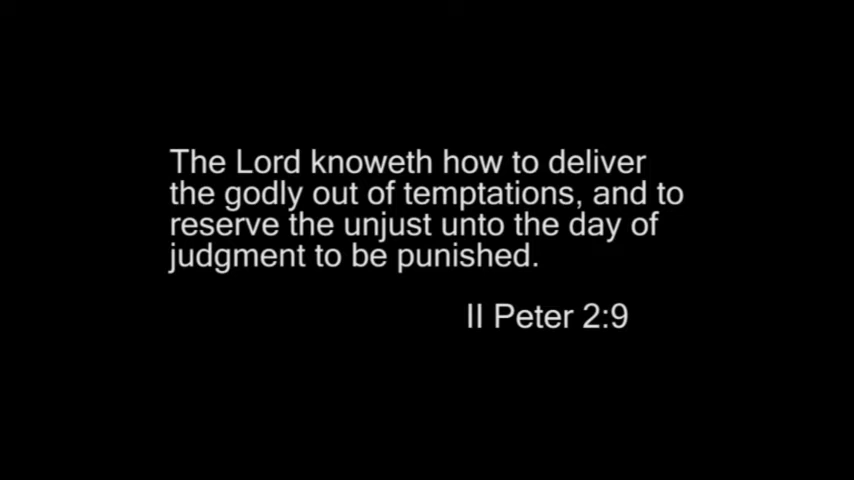 The Lord knoweth how to deliver
the godly out of temptations, and to
reserve the unjust unto the day of
judgment to be punished.
II Peter 2:9